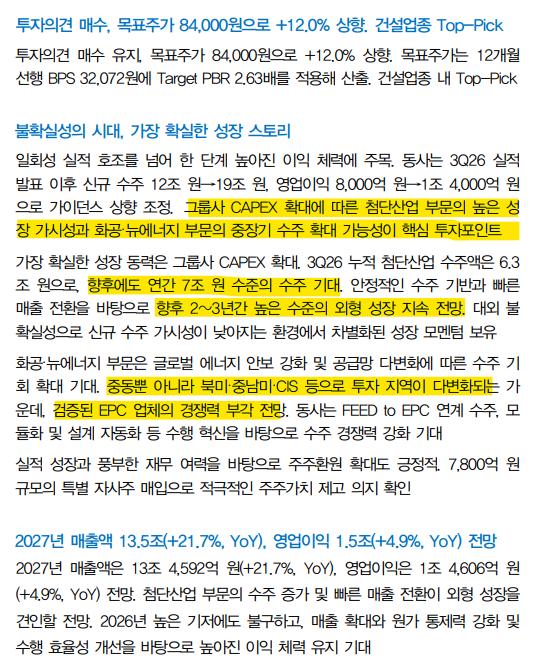 투자의견 매수, 목표주가 84,000원으로 +12.0% 상향. 건설업종 Top-Pick
투자의견 매수 유지, 목표주가 84,000원으로 +12.0% 상향. 목표주가는 12개월
선행 BPS 32,072원에 Target PBR 2.63배를 적용해 산출. 건설업종 내 Top-Pick
불확실성의 시대, 가장 확실한 성장 스토리
일회성 실적 호조를 넘어 한 단계 높아진 이익 체력에 주목. 동사는 3Q26 실적
발표 이후 신규 수주 12조 원→19조 원, 영업이익 8,000억 원→1조 4,000억 원
으로 가이던스 상향 조정. 그룹사 CAPEX 확대에 따른 첨단산업 부문의 높은 성
장 가시성과 화공·뉴에너지 부문의 중장기 수주 확대 가능성이 핵심 투자포인트
가장 확실한 성장 동력은 그룹사 CAPEX 확대. 3Q26 누적 첨단산업 수주액은 6.3
조 원으로, 향후에도 연간 7조 원 수준의 수주 기대. 안정적인 수주 기반과 빠른
매출 전환을 바탕으로 향후 2~3년간 높은 수준의 외형 성장 지속 전망. 대외 불
확실성으로 신규 수주 가시성이 낮아지는 환경에서 차별화된 성장 모멘텀 보유
화공·뉴에너지 부문은 글로벌 에너지 안보 강화 및 공급망 다변화에 따른 수주 기
회 확대 기대. 중동뿐 아니라 북미·중남미·CIS 등으로 투자 지역이 다변화되는 가
운데, 검증된 EPC 업체의 경쟁력 부각 전망. 동사는 FEED to EPC 연계 수주, 모
듈화 및 설계 자동화 등 수행 혁신을 바탕으로 수주 경쟁력 강화 기대
실적 성장과 풍부한 재무 여력을 바탕으로 주주환원 확대도 긍정적. 7,800억 원
규모의 특별 자사주 매입으로 적극적인 주주가치 제고 의지 확인
2027년 매출액 13.5조(+21.7%, YoY), 영업이익 1.5조(+4.9%, YoY) 전망
2027년 매출액은 13조 4,592억 원(+21.7%, YoY), 영업이익은 1조 4,606억 원
(+4.9%, YoY) 전망. 첨단산업 부문의 수주 증가 및 빠른 매출 전환이 외형 성장을
견인할 전망. 2026년 높은 기저에도 불구하고, 매출 확대와 원가 통제력 강화 및
수행 효율성 개선을 바탕으로 높아진 이익 체력 유지 기대